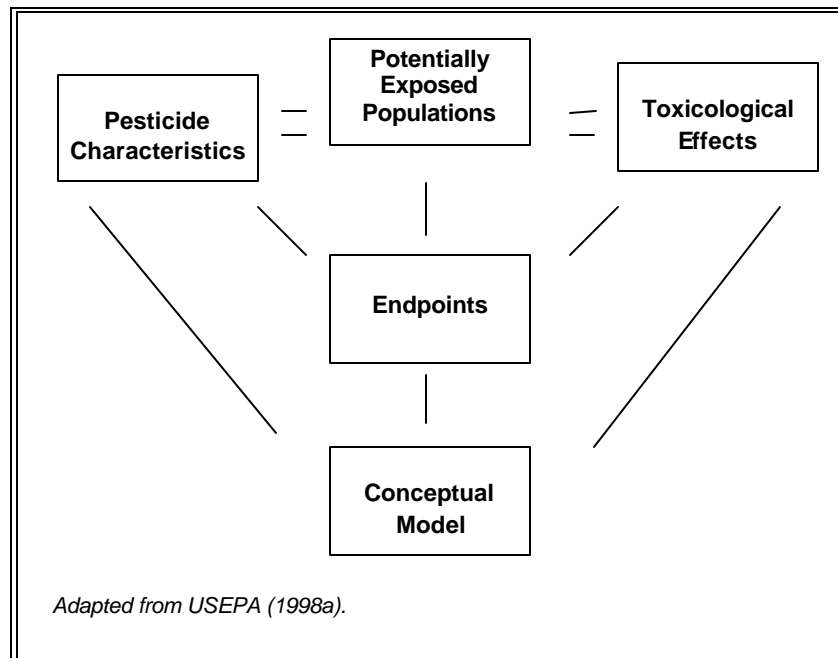 Potentially
Exposed
Populations
Pesticide
Characteristics
Toxicological
Effects
Endpoints
Conceptual
Model
Adapted from USEPA (1998a).